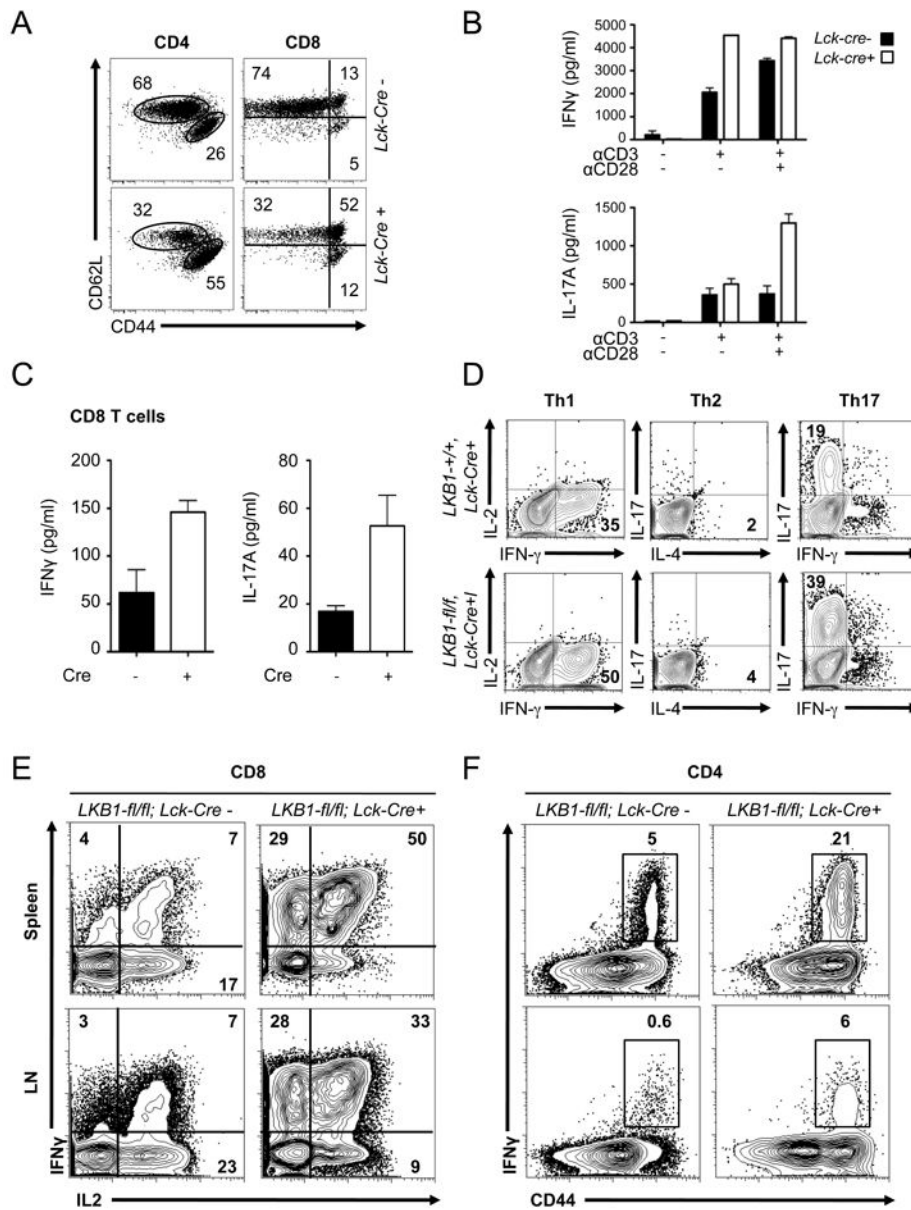 A
CD4
CD8
68
26
74
13
5
Lck-Cre -
32
55
32
52
12
Lck-Cre +
CD62L
CD44
B
IFNγ (pg/ml)
5000
4000
3000
2000
1000
0
Lck-cre-
Lck-cre+
αCD3 - + +
αCD28 - - +
IL-17A (pg/ml)
1500
1000
500
0
αCD3 - + +
αCD28 - - +
C
CD8 T cells
IFNγ (pg/ml)
200
150
100
50
0
Cre - +
IL-17A (pg/ml)
80
60
40
20
0
- +
D
Th1
Th2
Th17
LKB1-+/+,
Lck-Cre+
IL-2
35
IFN-γ
IL-17
2
IL-4
IL-17
19
IFN-γ
LKB1-fl/f,
Lck-Cre+l
IL-2
50
IFN-γ
IL-17
4
IL-4
IL-17
39
IFN-γ
E
CD8
LKB1-fl/fl; Lck-Cre -
LKB1-fl/fl; Lck-Cre+
Spleen
4
7
17
29
50
LN
3
7
23
28
33
9
IFNγ
IL2
F
CD4
LKB1-fl/fl; Lck-Cre -
LKB1-fl/fl; Lck-Cre+
5
21
0.6
6
IFNγ
CD44